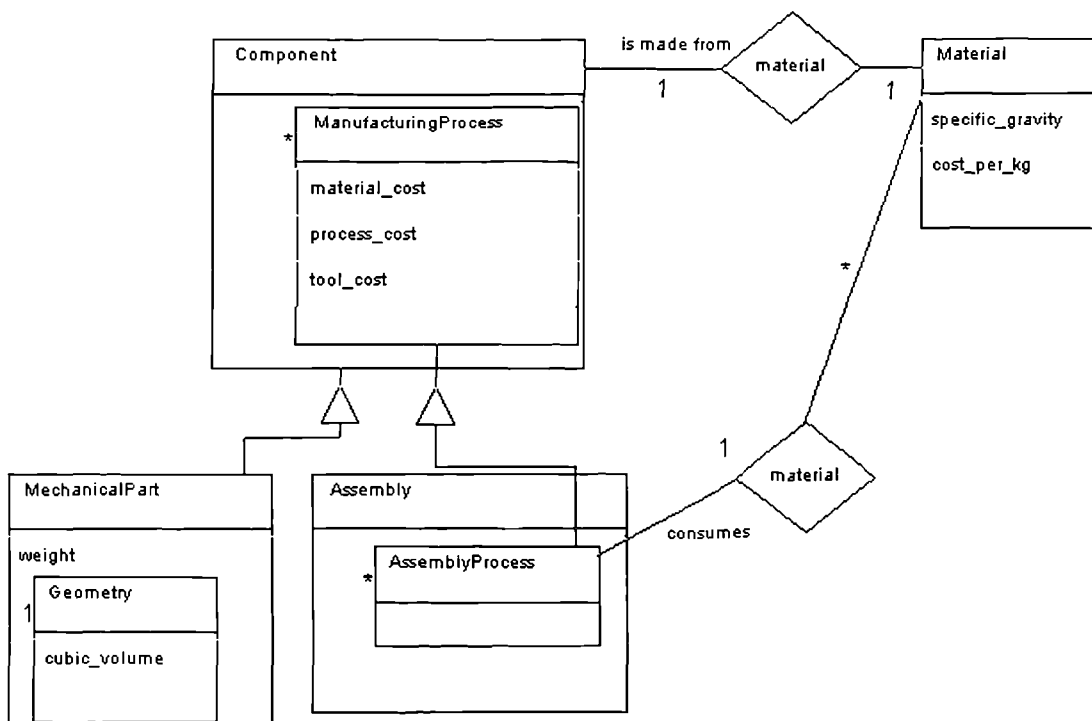 Component
is made from
material
Material
1
1
ManufacturingProcess
*
specific_gravity
material_cost
cost_per_kg
process_cost
*
tool_cost
1
material
MechanicalPart
Assembly
consumes
weight
AssemblyProcess
*
Geometry
1
cubic_volume